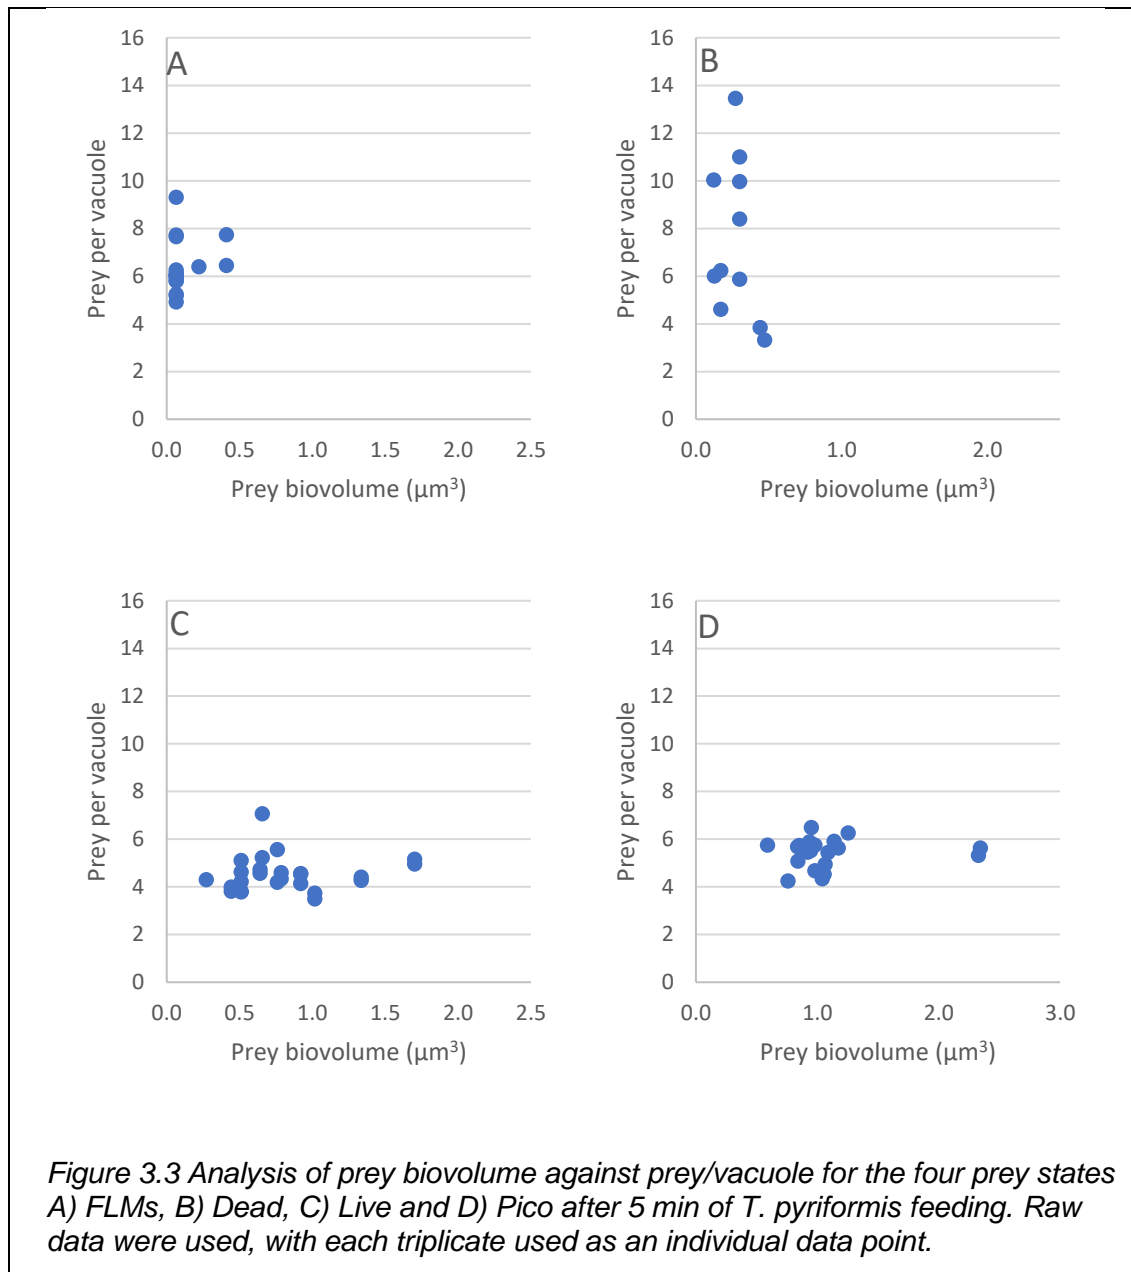 A
16
14
12
10
8
6
4
2
0
Prey per vacuole
0.0 0.5 1.0 1.5 2.0 2.5
Prey biovolume (µm³)
B
16
14
12
10
8
6
4
2
0
Prey per vacuole
0.0 1.0 2.0
Prey biovolume (µm³)
C
16
14
12
10
8
6
4
2
0
Prey per vacuole
0.0 0.5 1.0 1.5 2.0 2.5
Prey biovolume (µm³)
D
16
14
12
10
8
6
4
2
0
Prey per vacuole
0.0 1.0 2.0 3.0
Prey biovolume (µm³)
Figure 3.3 Analysis of prey biovolume against prey/vacuole for the four prey states
A) FLMs, B) Dead, C) Live and D) Pico after 5 min of T. pyriformis feeding. Raw
data were used, with each triplicate used as an individual data point.